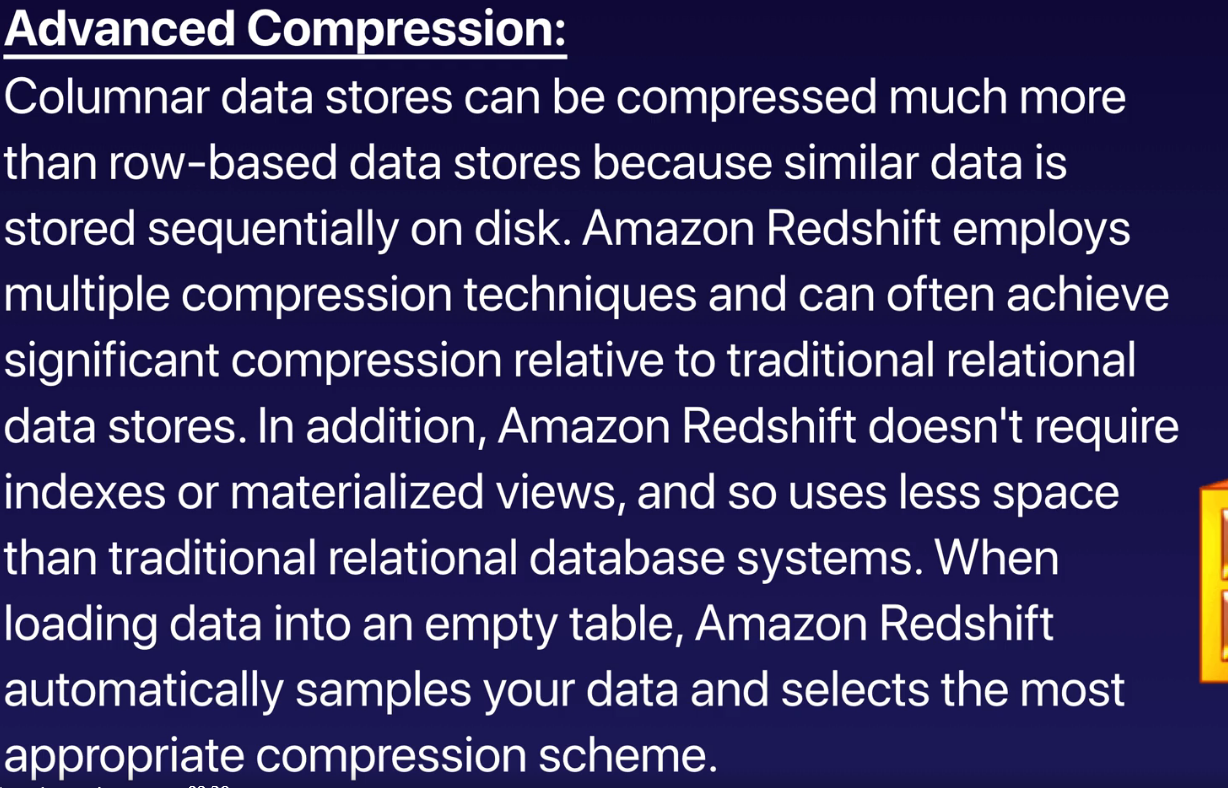 Advanced Compression:
Columnar data stores can be compressed much more
than row-based data stores because similar data is
stored sequentially on disk. Amazon Redshift employs
multiple compression techniques and can often achieve
significant compression relative to traditional relational
data stores. In addition, Amazon Redshift doesn't require
indexes or materialized views, and so uses less space
than traditional relational database systems. When
loading data into an empty table, Amazon Redshift
automatically samples your data and selects the most
appropriate compression scheme.